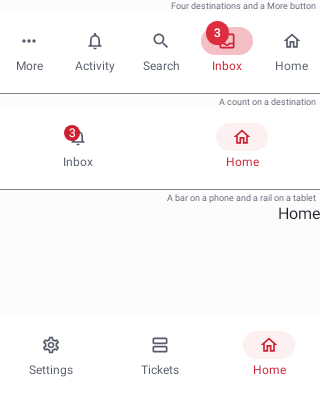 Four destinations and a More button
3
More Activity Search Inbox Home
A count on a destination
3
Inbox Home
A bar on a phone and a rail on a tablet
Home
Settings Tickets Home